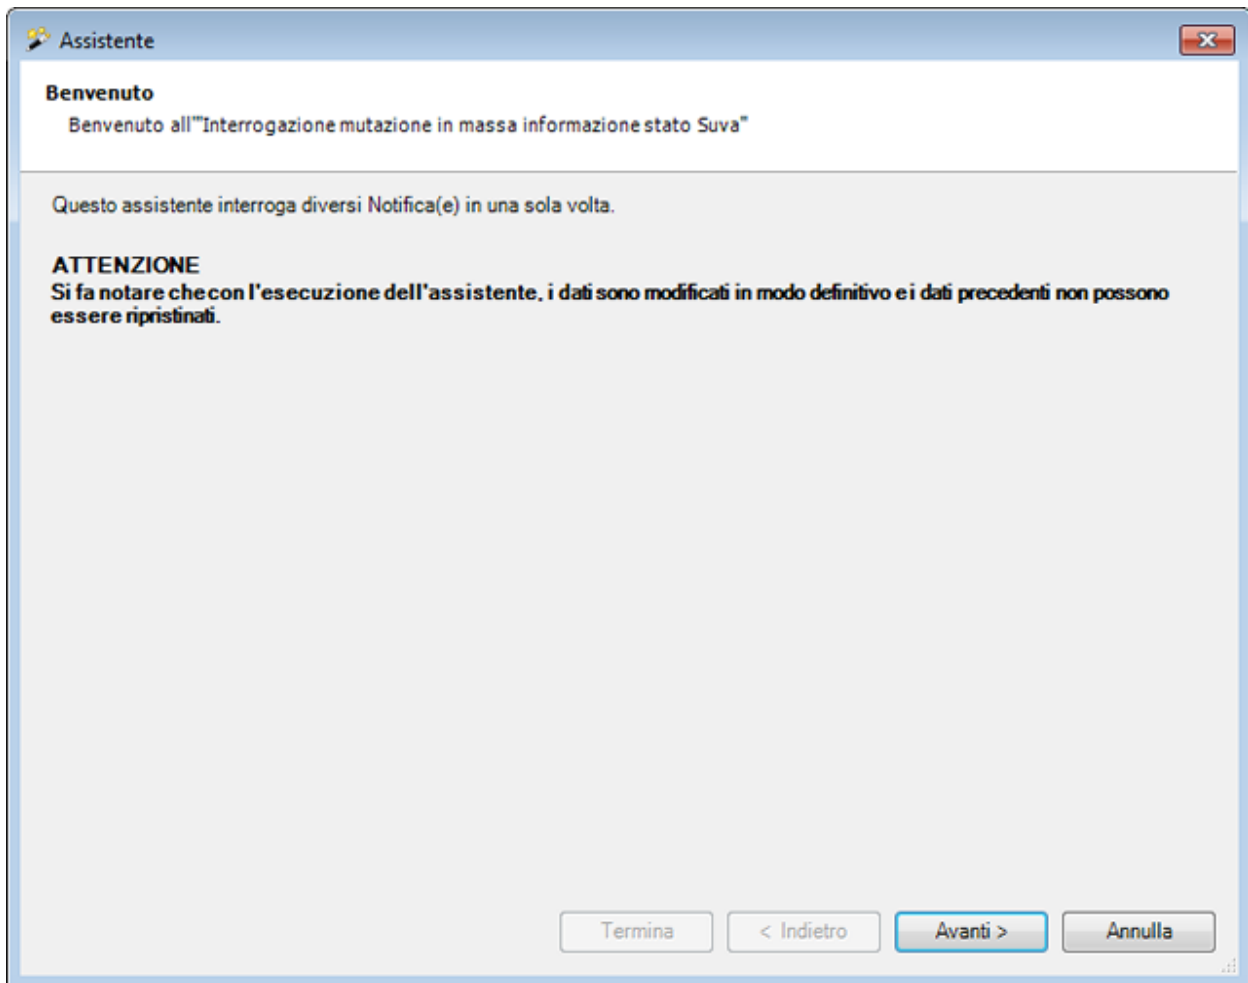 Assistente
Benvenuto
Benvenuto all'"Interrogazione mutazione in massa informazione stato Suva"
Questo assistente interroga diversi Notifica(e) in una sola volta.
ATTENZIONE
Si fa notare checon l'esecuzione dell'assistente, i dati sono modificati in modo definitivo e i dati precedenti non possono
essere ripristinati.
Termina
< Indietro
Avanti >
Annulla